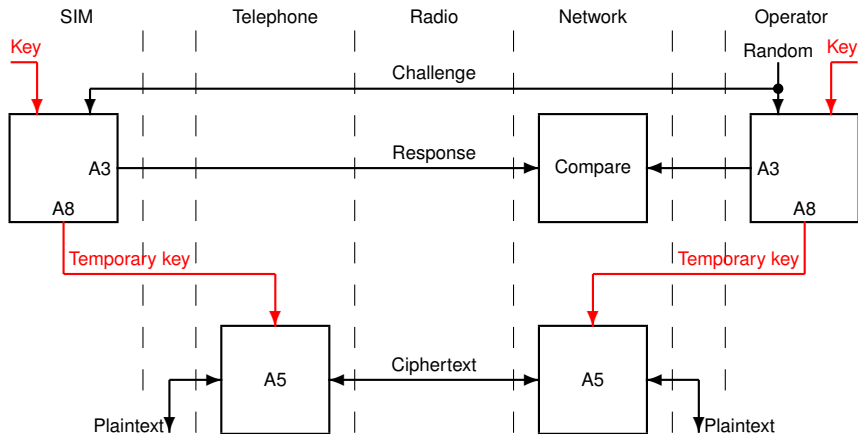 SIM Telephone Radio Network Operator
Key Random Key
Challenge
A3 Response Compare A3
A8 A8
Temporary key Temporary key
A5 Ciphertext A5
Plaintext Plaintext